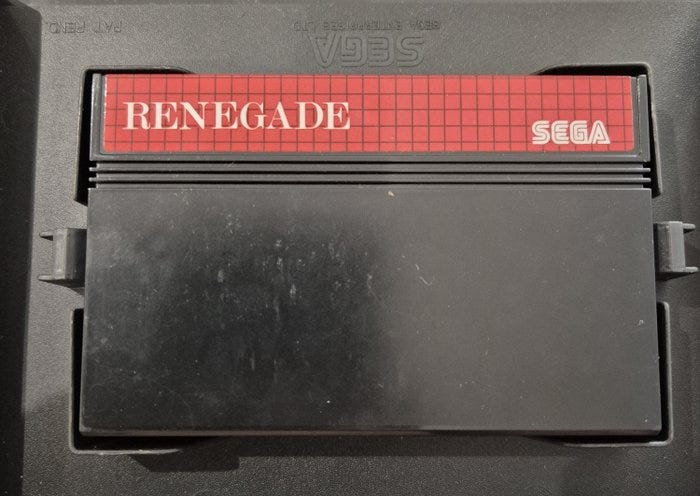 PAT. PEND.
SEGA ENTERPRISES LTD.
SEGA
RENEGADE
SEGA